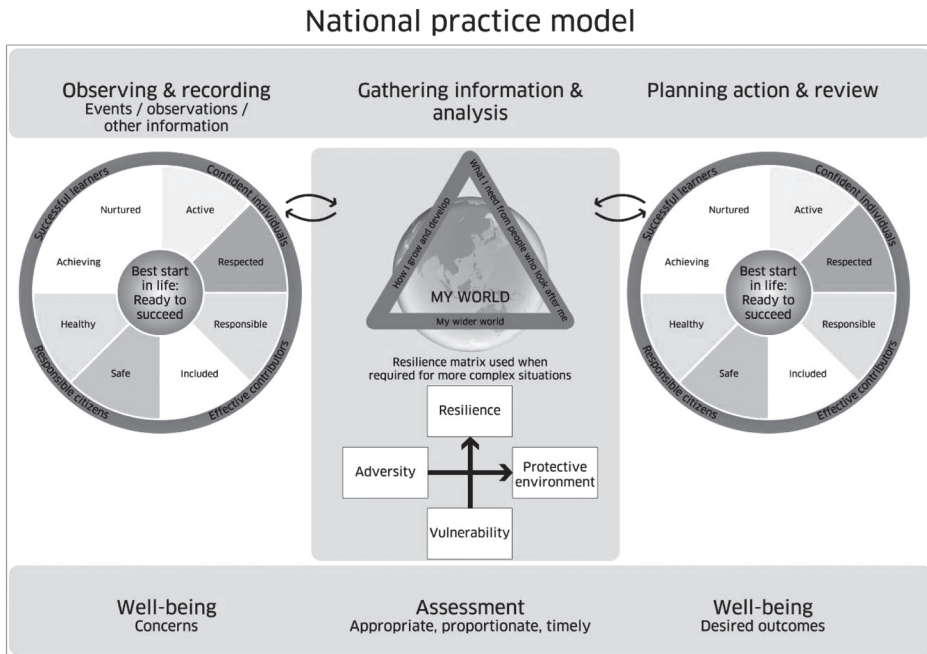 National practice model
Observing & recording
Events / observations /
other information
Gathering information &
analysis
Planning action & review
Successful learners
Confident individuals
Nurtured
Active
Achieving
Respected
Best start
in life:
Ready to
succeed
Healthy
Responsible
Safe
Included
Responsible citizens
Effective contributors
How I grow and develop
What I need from people who look after me
MY WORLD
My wider world
Resilience matrix used when
required for more complex situations
Resilience
Adversity
Protective
environment
Vulnerability
Successful learners
Confident individuals
Nurtured
Active
Achieving
Respected
Best start
in life:
Ready to
succeed
Healthy
Responsible
Safe
Included
Responsible citizens
Effective contributors
Well-being
Concerns
Assessment
Appropriate, proportionate, timely
Well-being
Desired outcomes